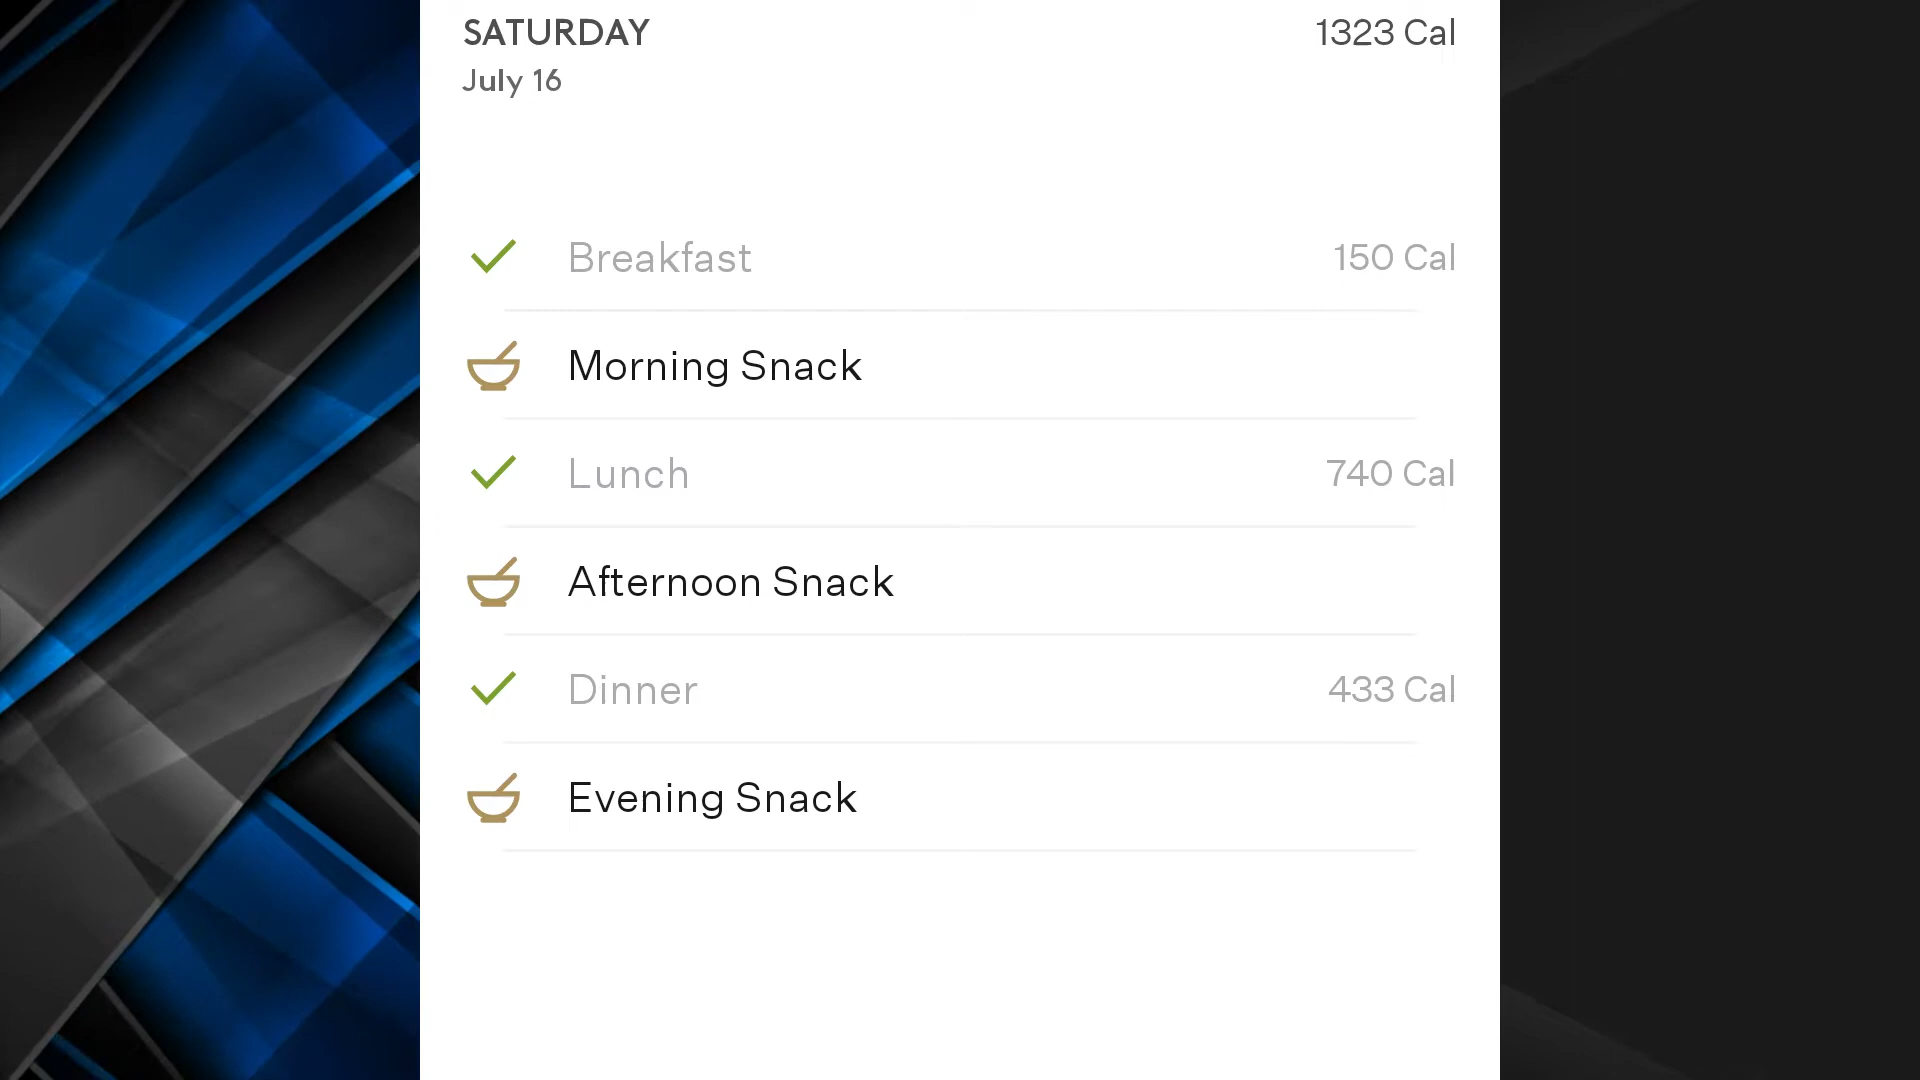 SATURDAY 1323 Cal
July 16
Breakfast 150 Cal
Morning Snack
Lunch 740 Cal
Afternoon Snack
Dinner 433 Cal
Evening Snack